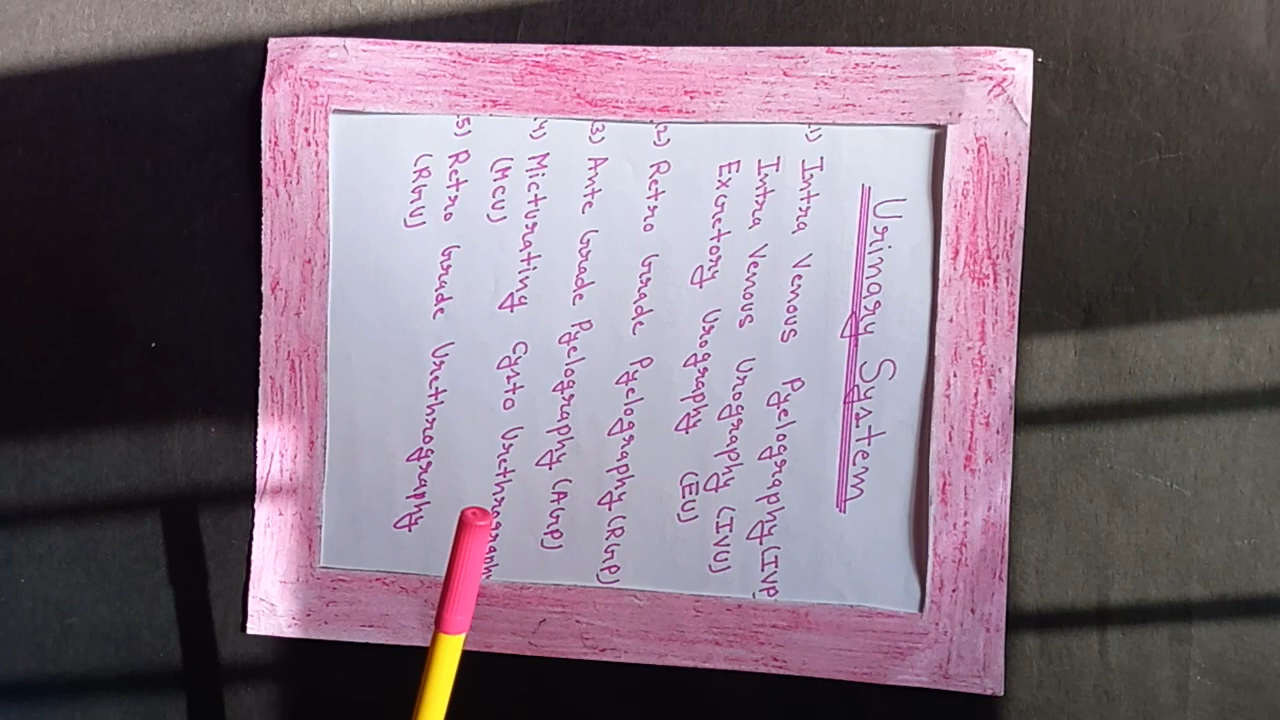 Urinary System
1) Intra Venous Pyelography (IVP)
Intra Venous Urography (IVU)
Excretory Urography (EU)
2) Retro Grade Pyelography (RGP)
3) Ante Grade Pyelography (AGP)
4) Micturating Cysto Urethrography
(MCU)
5) Retro Grade Urethrography
(RGU)